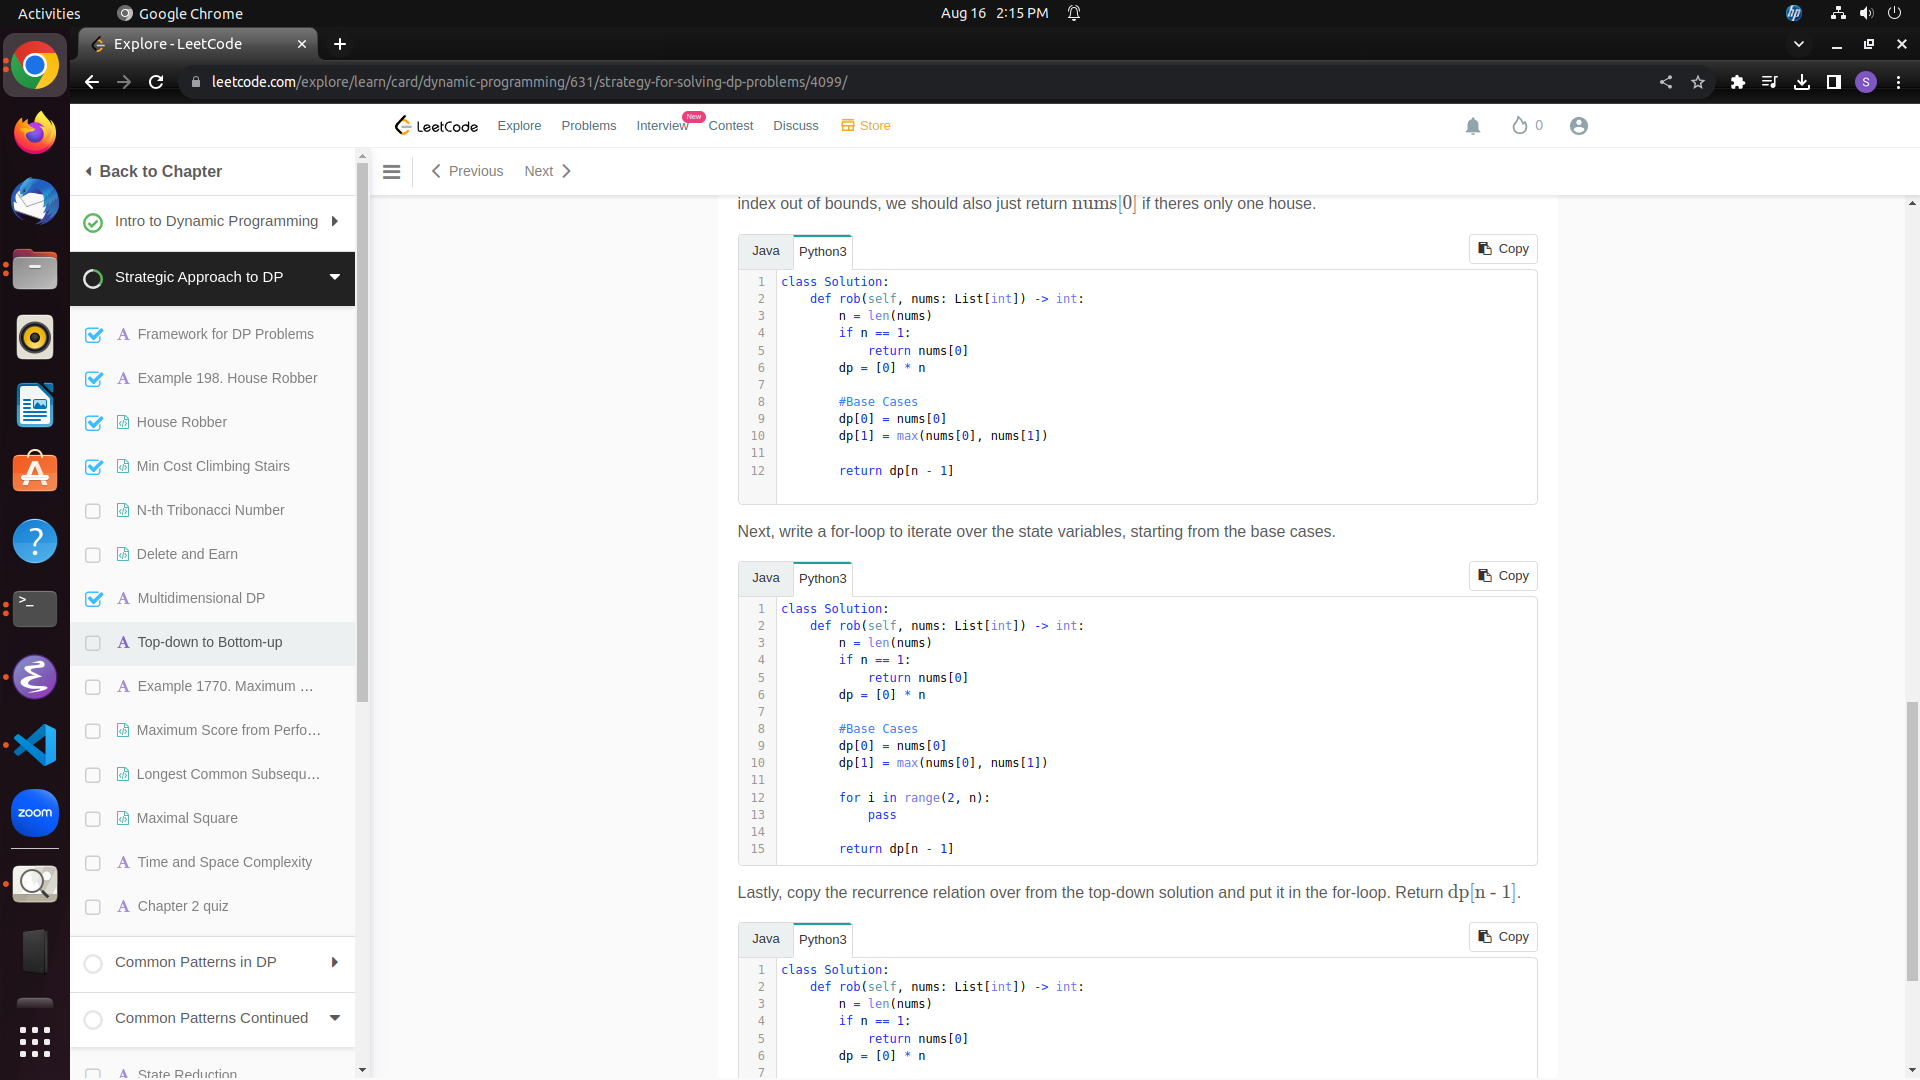 Activities
Google Chrome
Aug 16 2:15 PM
hp
Explore - LeetCode
leetcode.com/explore/learn/card/dynamic-programming/631/strategy-for-solving-dp-problems/4099/
S
LeetCode
Explore
Problems
Interview
New
Contest
Discuss
Store
0
Back to Chapter
Previous
Next
Intro to Dynamic Programming
Strategic Approach to DP
A Framework for DP Problems
A Example 198. House Robber
House Robber
Min Cost Climbing Stairs
N-th Tribonacci Number
Delete and Earn
A Multidimensional DP
A Top-down to Bottom-up
A Example 1770. Maximum ...
Maximum Score from Perfo...
Longest Common Subsequ...
Maximal Square
A Time and Space Complexity
A Chapter 2 quiz
Common Patterns in DP
Common Patterns Continued
A State Reduction
zoom
index out of bounds, we should also just return nums[0] if theres only one house.
Java Python3 Copy
1 class Solution:
2     def rob(self, nums: List[int]) -> int:
3         n = len(nums)
4         if n == 1:
5             return nums[0]
6         dp = [0] * n
7
8         #Base Cases
9         dp[0] = nums[0]
10         dp[1] = max(nums[0], nums[1])
11
12         return dp[n - 1]
Next, write a for-loop to iterate over the state variables, starting from the base cases.
Java Python3 Copy
1 class Solution:
2     def rob(self, nums: List[int]) -> int:
3         n = len(nums)
4         if n == 1:
5             return nums[0]
6         dp = [0] * n
7
8         #Base Cases
9         dp[0] = nums[0]
10         dp[1] = max(nums[0], nums[1])
11
12         for i in range(2, n):
13             pass
14
15         return dp[n - 1]
Lastly, copy the recurrence relation over from the top-down solution and put it in the for-loop. Return dp[n - 1].
Java Python3 Copy
1 class Solution:
2     def rob(self, nums: List[int]) -> int:
3         n = len(nums)
4         if n == 1:
5             return nums[0]
6         dp = [0] * n
7